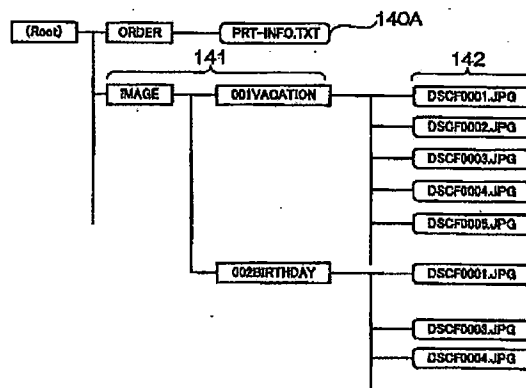 (Root) ORDER PRT-INFO.TXT 140A
141 142
IMAGE 001VACATION DSCF0001.JPG
DSCF0002.JPG
DSCF0003.JPG
DSCF0004.JPG
DSCF0005.JPG
002BIRTHDAY DSCF0001.JPG
DSCF0003.JPG
DSCF0004.JPG